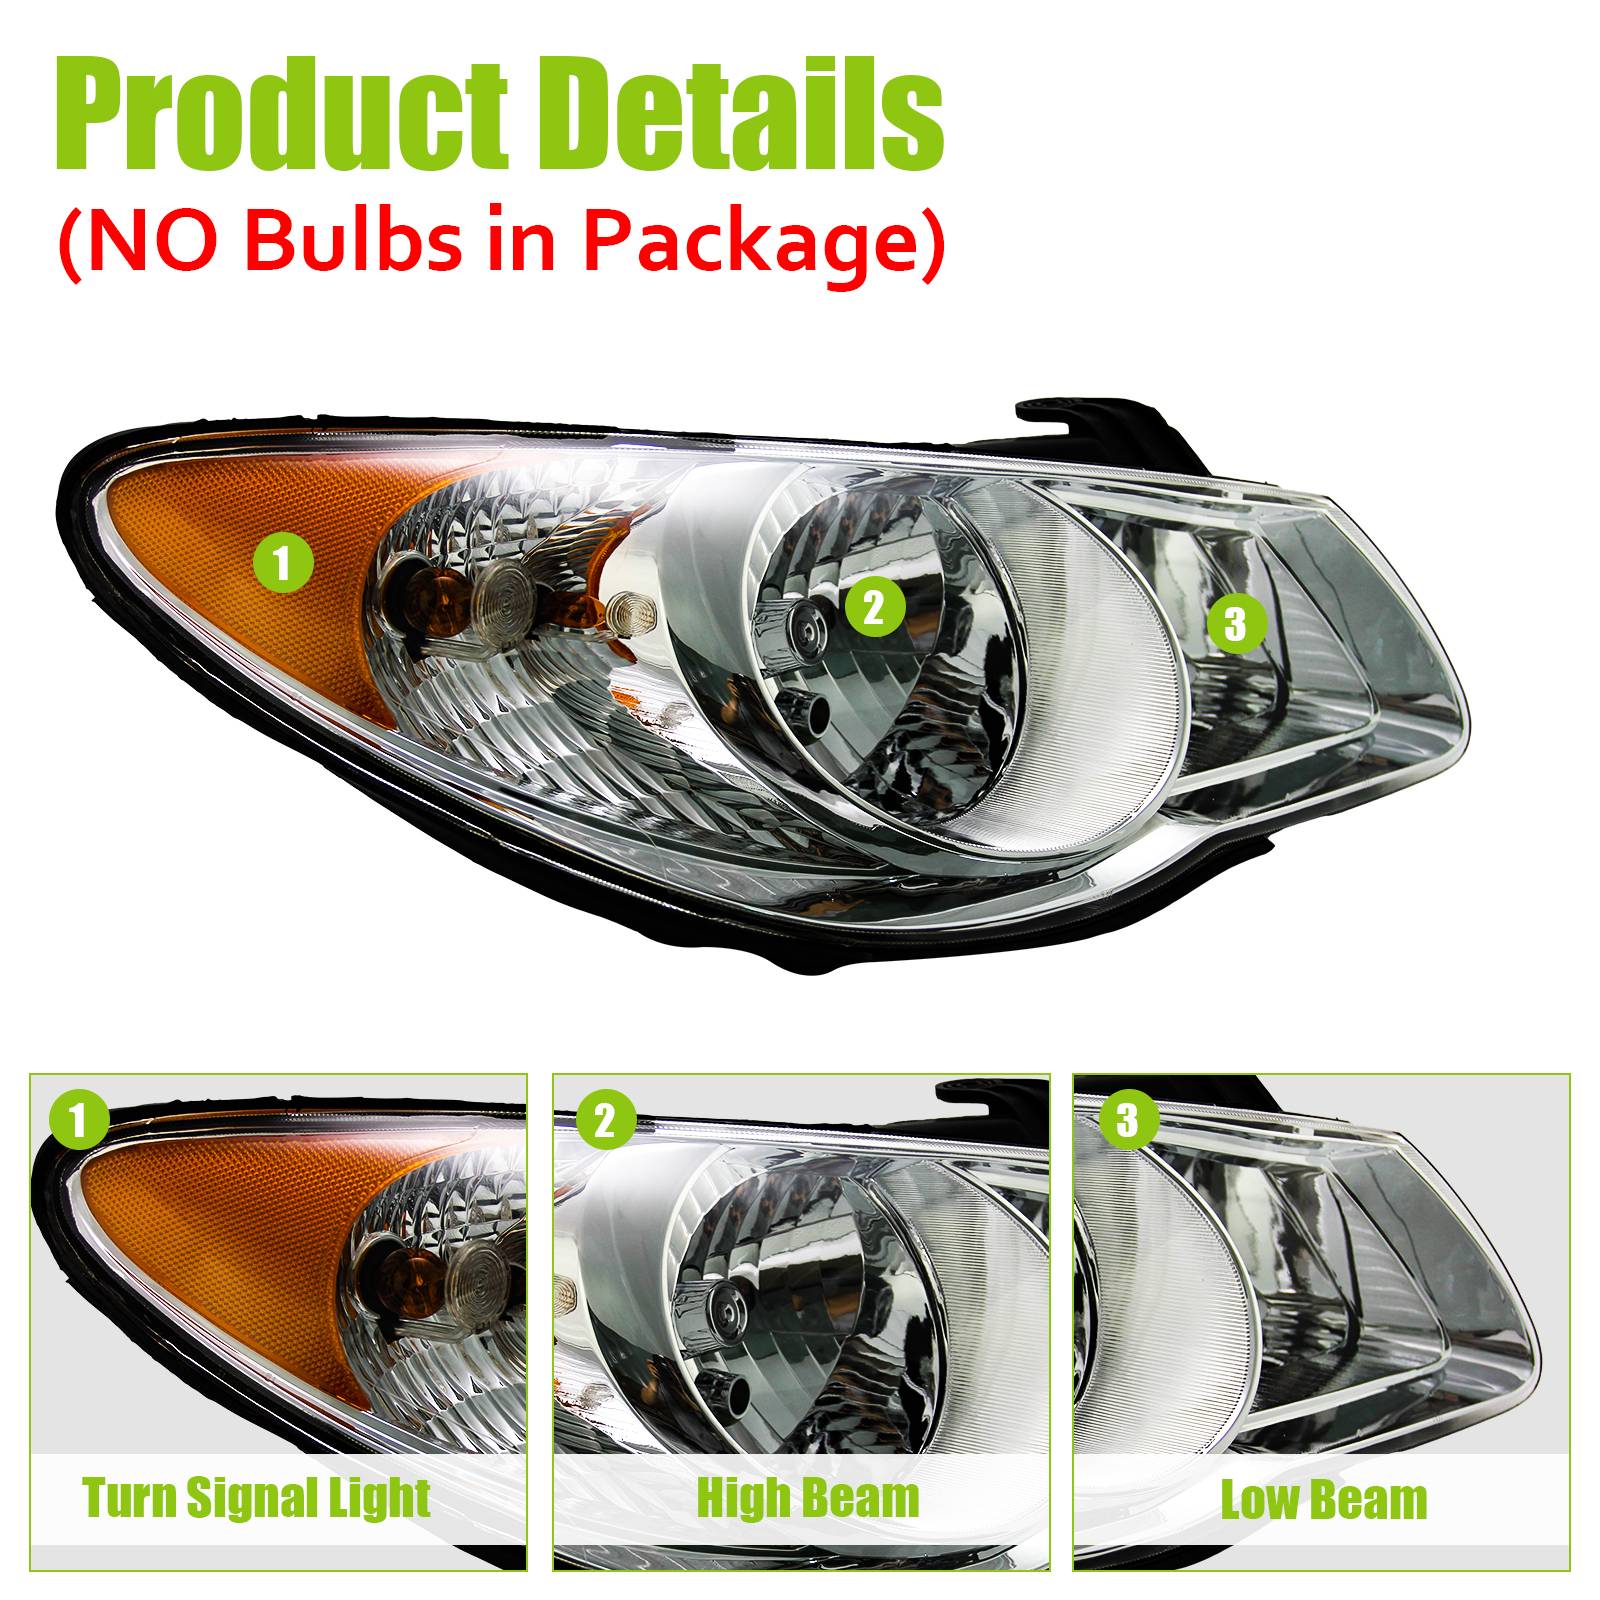 Product Details
(NO Bulbs in Package)
1
2
3
1
2
3
Turn Signal Light
High Beam
Low Beam